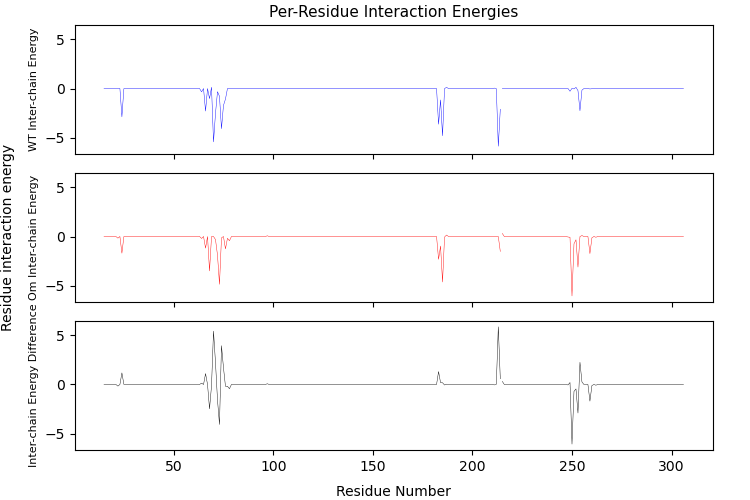 Per-Residue Interaction Energies
Residue interaction energy
WT Inter-chain Energy
5
0
−5
Om Inter-chain Energy
5
0
−5
Inter-chain Energy Difference
5
0
−5
50
100
150
200
250
300
Residue Number